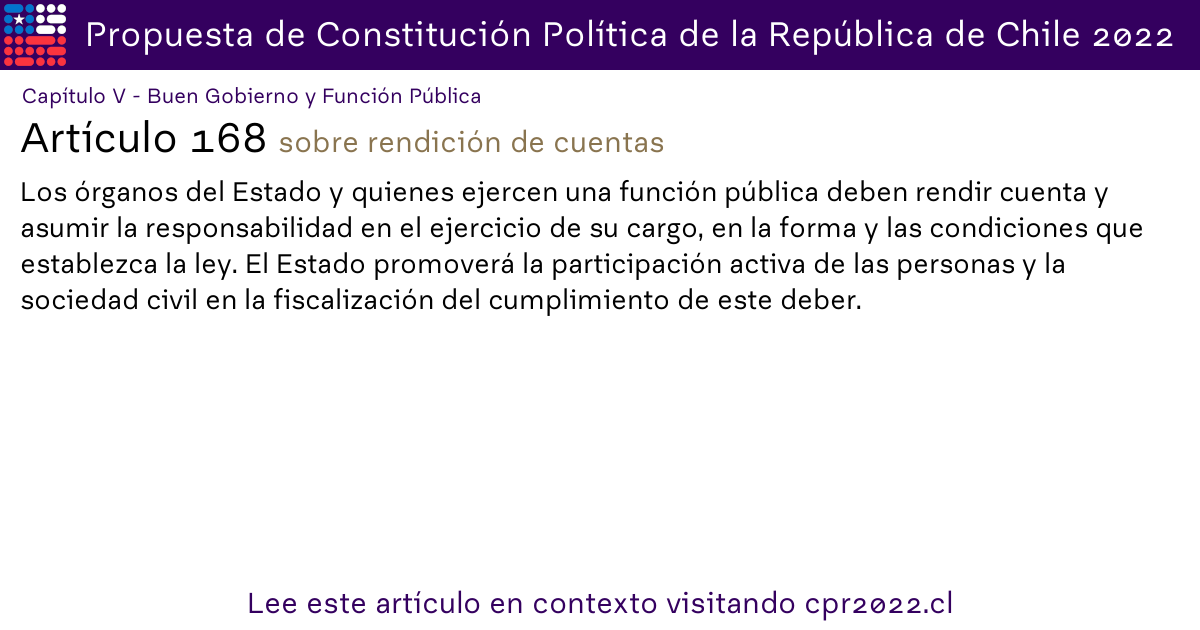 Propuesta de Constitución Política de la República de Chile 2022
Capítulo V - Buen Gobierno y Función Pública
Artículo 168 sobre rendición de cuentas
Los órganos del Estado y quienes ejercen una función pública deben rendir cuenta y
asumir la responsabilidad en el ejercicio de su cargo, en la forma y las condiciones que
establezca la ley. El Estado promoverá la participación activa de las personas y la
sociedad civil en la fiscalización del cumplimiento de este deber.
Lee este artículo en contexto visitando cpr2022.cl